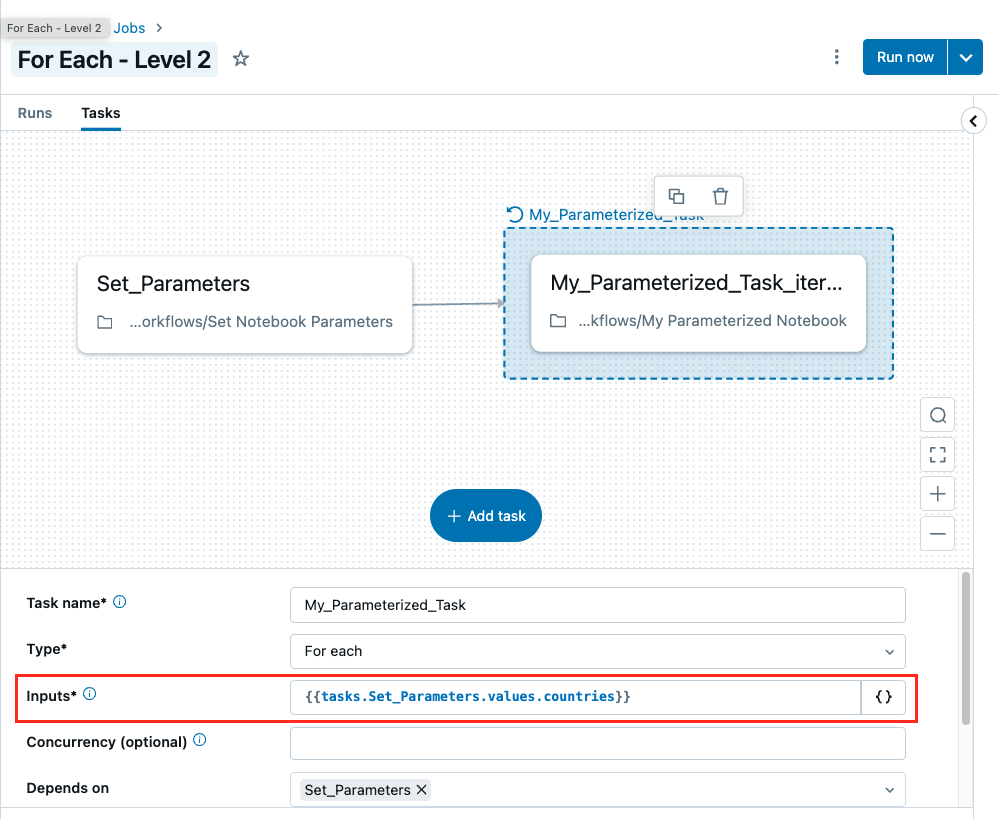 For Each - Level 2
Jobs
For Each - Level 2
Run now
Runs
Tasks
My_Parameterized_Task
Set_Parameters
...orkflows/Set Notebook Parameters
My_Parameterized_Task_iter...
...kflows/My Parameterized Notebook
+ Add task
Task name*
My_Parameterized_Task
Type*
For each
Inputs*
{{tasks.Set_Parameters.values.countries}}
{}
Concurrency (optional)
Depends on
Set_Parameters